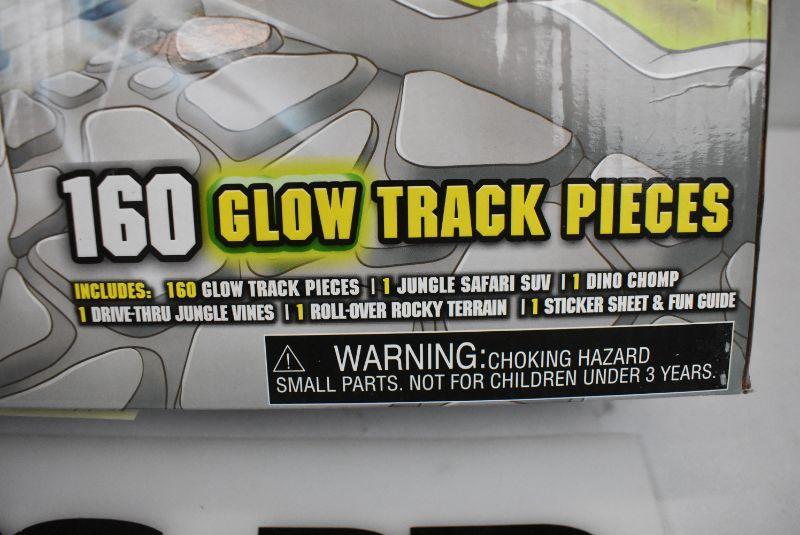 160 GLOW TRACK PIECES
INCLUDES: 160 GLOW TRACK PIECES | 1 JUNGLE SAFARI SUV | 1 DINO CHOMP
1 DRIVE-THRU JUNGLE VINES | 1 ROLL-OVER ROCKY TERRAIN | 1 STICKER SHEET & FUN GUIDE
WARNING: CHOKING HAZARD
SMALL PARTS. NOT FOR CHILDREN UNDER 3 YEARS.